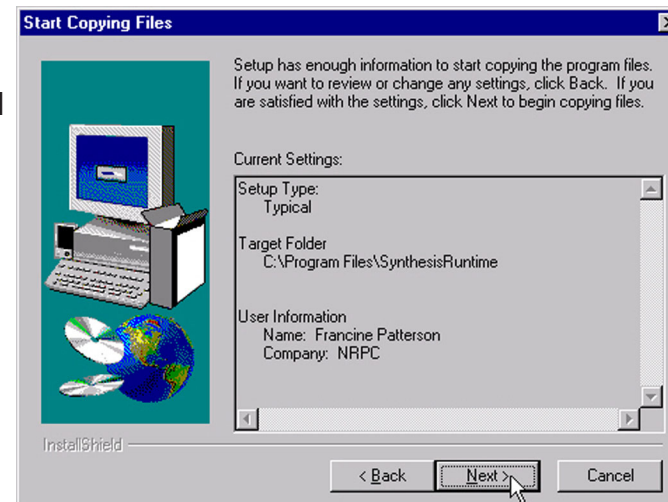 Start Copying Files
Setup has enough information to start copying the program files.
If you want to review or change any settings, click Back. If you
are satisfied with the settings, click Next to begin copying files.
Current Settings:
Setup Type:
Typical
Target Folder
C:\Program Files\SynthesisRuntime
User Information
Name: Francine Patterson
Company: NRPC
InstallShield
< Back
Next >
Cancel